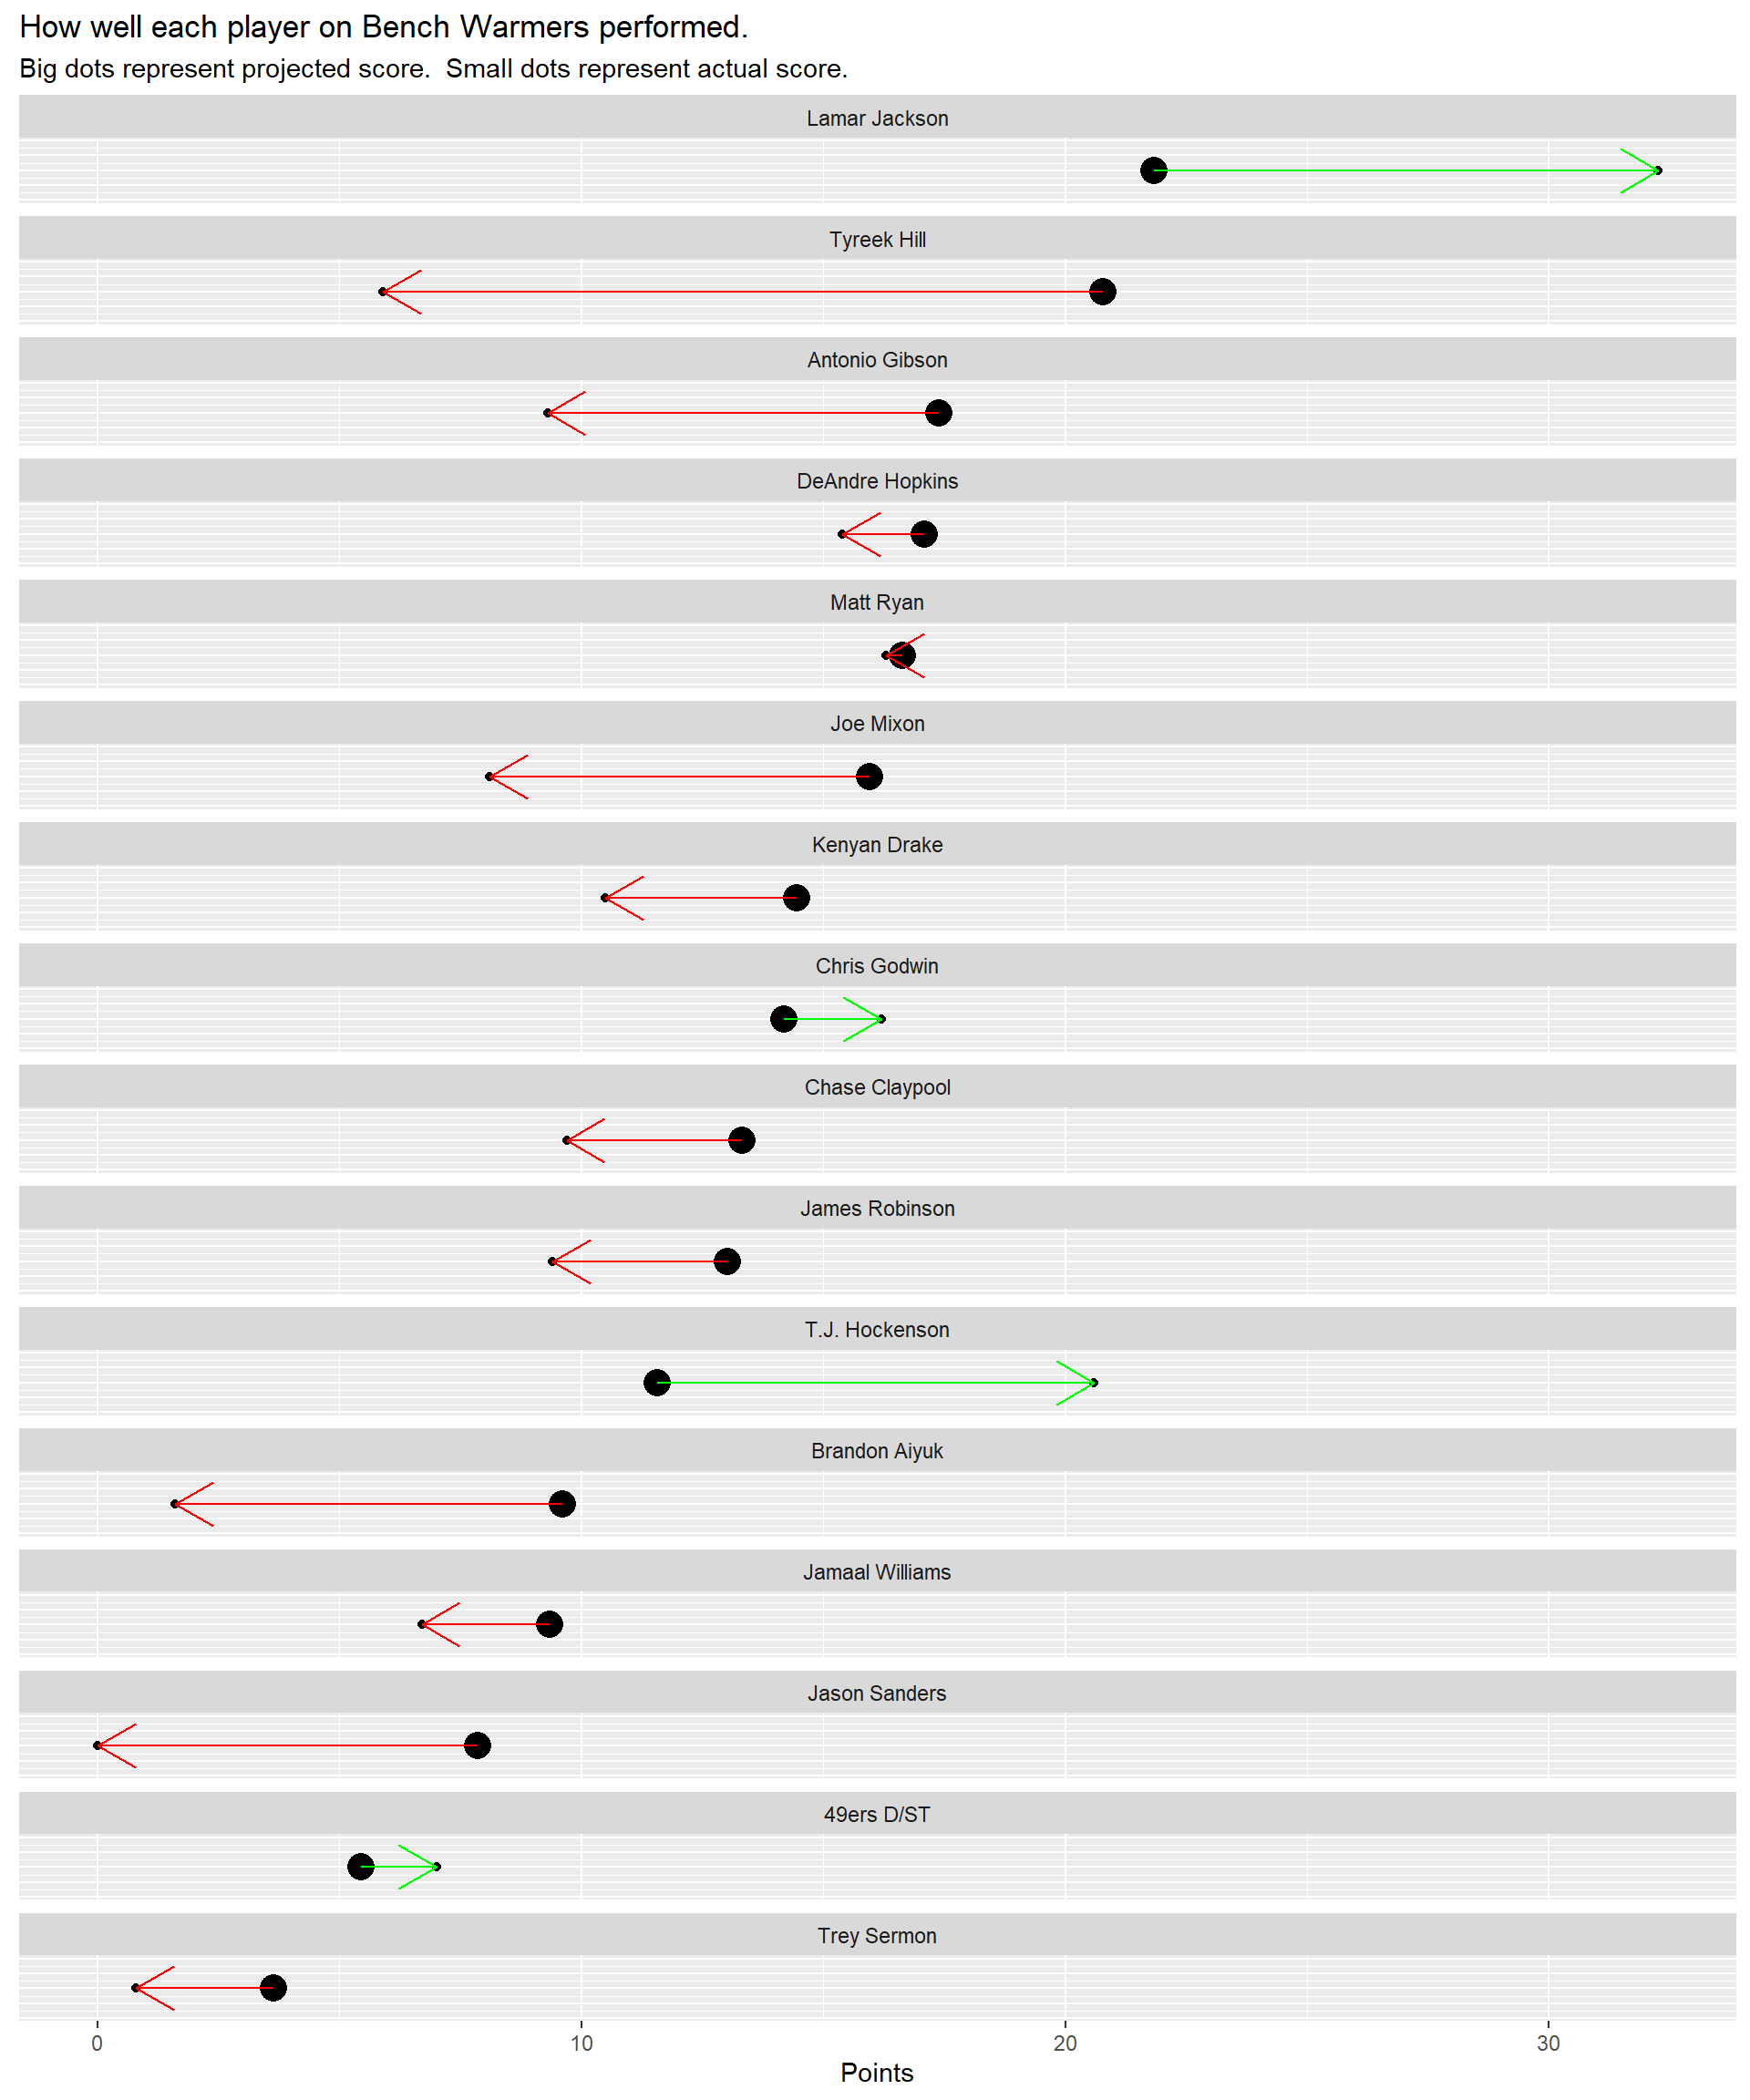 How well each player on Bench Warmers performed.
Big dots represent projected score.  Small dots represent actual score.
Lamar Jackson
Tyreek Hill
Antonio Gibson
DeAndre Hopkins
Matt Ryan
Joe Mixon
Kenyan Drake
Chris Godwin
Chase Claypool
James Robinson
T.J. Hockenson
Brandon Aiyuk
Jamaal Williams
Jason Sanders
49ers D/ST
Trey Sermon
0 10 20 30
Points